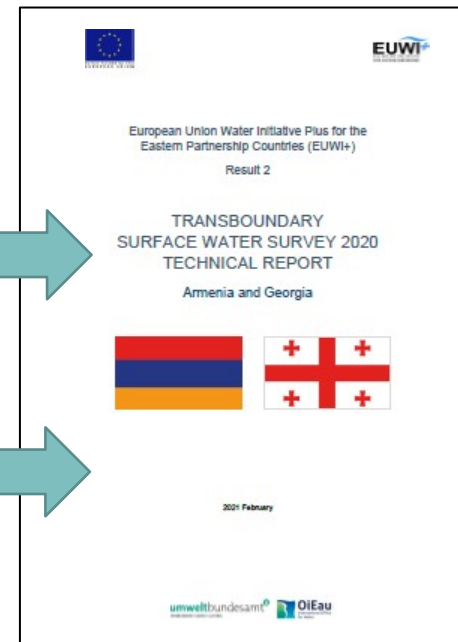 EUWI+
European Union Water Initiative Plus for the
Eastern Partnership Countries (EUWI+)
Result 2
TRANSBOUNDARY
SURFACE WATER SURVEY 2020
TECHNICAL REPORT
Armenia and Georgia
2021 February
umweltbundesamt
OiEau